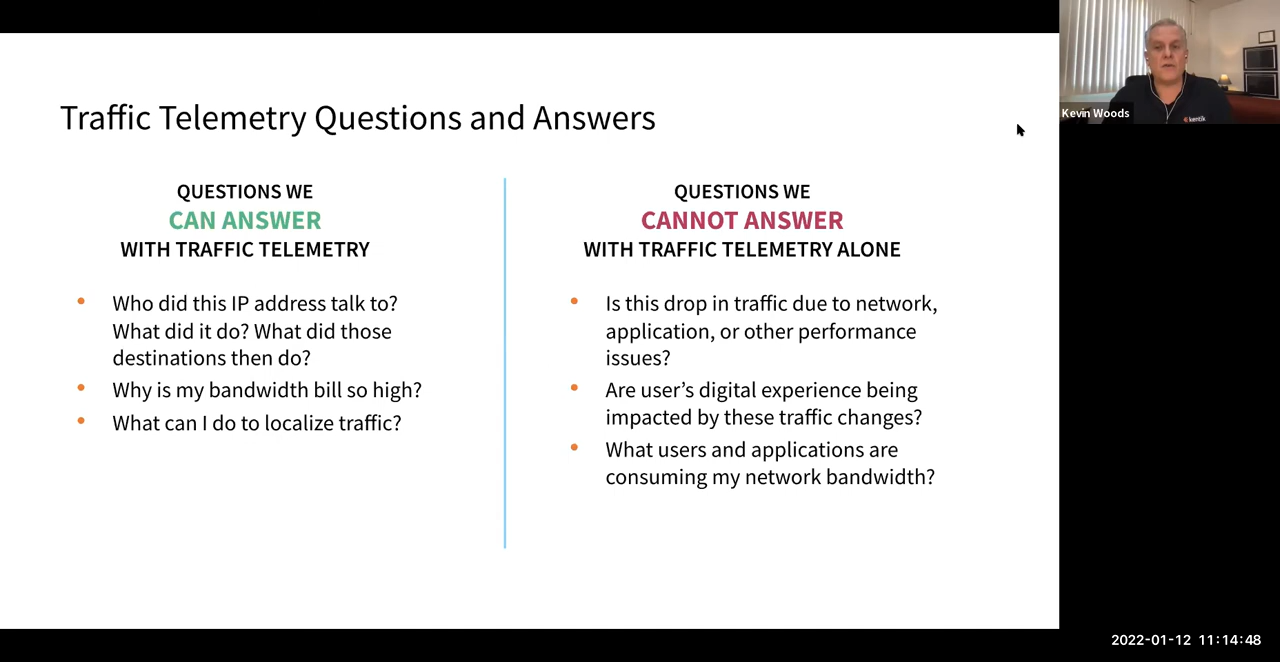 Traffic Telemetry Questions and Answers
QUESTIONS WE
CAN ANSWER
WITH TRAFFIC TELEMETRY
• Who did this IP address talk to?
What did it do? What did those
destinations then do?
• Why is my bandwidth bill so high?
• What can I do to localize traffic?
QUESTIONS WE
CANNOT ANSWER
WITH TRAFFIC TELEMETRY ALONE
• Is this drop in traffic due to network,
application, or other performance
issues?
• Are user’s digital experience being
impacted by these traffic changes?
• What users and applications are
consuming my network bandwidth?
Kevin Woods
kentik
2022-01-12 11:14:48